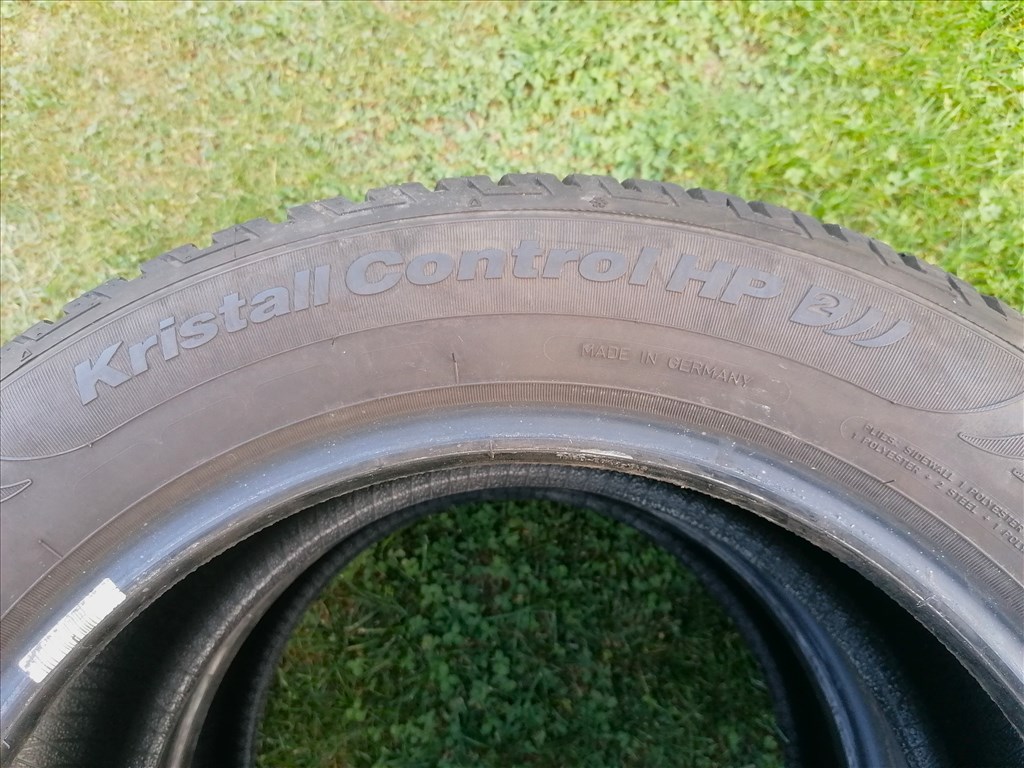 Kristall Control HP 2
MADE IN GERMANY
PLIES: SIDEWALL 1 POLYESTER
1 POLYESTER + 2 STEEL + 1